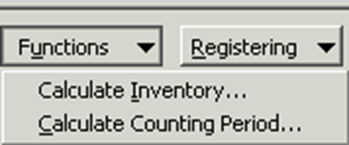 Functions Registering
Calculate Inventory...
Calculate Counting Period...